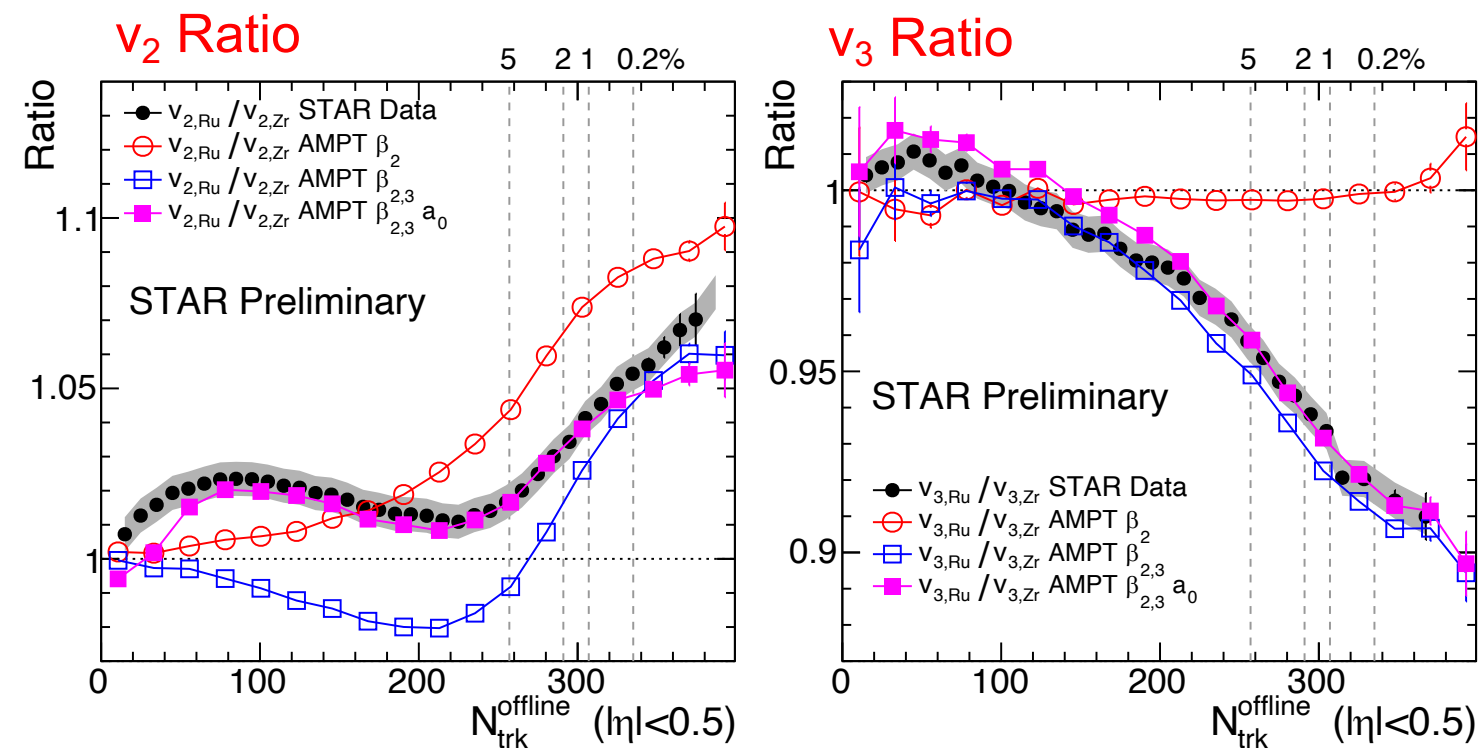 v₂ Ratio
5 2 1 0.2%
Ratio
v₂,Ru / v₂,Zr STAR Data
v₂,Ru / v₂,Zr AMPT β₂
v₂,Ru / v₂,Zr AMPT β₂,₃
v₂,Ru / v₂,Zr AMPT β₂,₃ a₀
STAR Preliminary
1.1
1.05
1
0 100 200 300
N_trk^offline (|η|<0.5)
v₃ Ratio
5 2 1 0.2%
Ratio
1
0.95
0.9
STAR Preliminary
v₃,Ru / v₃,Zr STAR Data
v₃,Ru / v₃,Zr AMPT β₂
v₃,Ru / v₃,Zr AMPT β₂,₃
v₃,Ru / v₃,Zr AMPT β₂,₃ a₀
0 100 200 300
N_trk^offline (|η|<0.5)